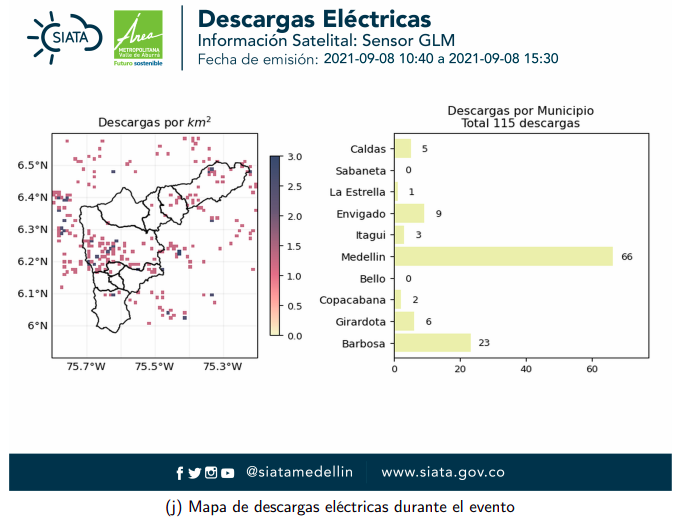 SIATA
Área
METROPOLITANA
Valle de Aburrá
Futuro sostenible
Descargas Eléctricas
Información Satelital: Sensor GLM
Fecha de emisión: 2021-09-08 10:40 a 2021-09-08 15:30
Descargas por km²
6.5°N
6.4°N
6.3°N
6.2°N
6.1°N
6°N
75.7°W
75.5°W
75.3°W
3.0
2.5
2.0
1.5
1.0
0.5
0.0
Descargas por Municipio
Total 115 descargas
Caldas 5
Sabaneta 0
La Estrella 1
Envigado 9
Itagui 3
Medellin 66
Bello 0
Copacabana 2
Girardota 6
Barbosa 23
0 20 40 60
@siatamedellin www.siata.gov.co
(j) Mapa de descargas eléctricas durante el evento